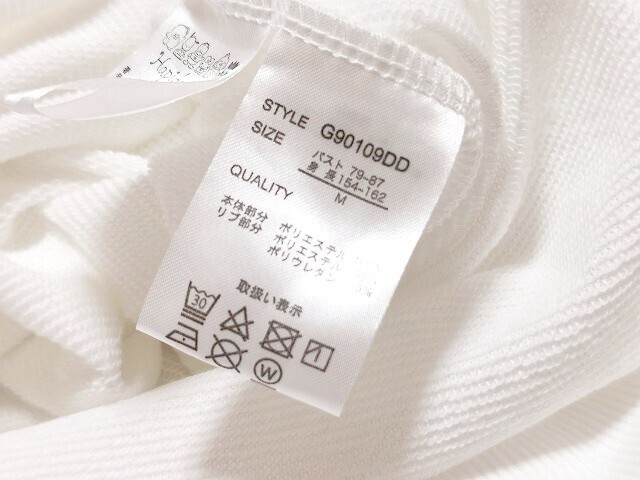 STYLE G90109DD
SIZE バスト 79-87
身 長 154-162
M
QUALITY
本体部分 ポリエステル
リブ部分 ポリエステル
ポリウレタン
取扱い表示
30
W